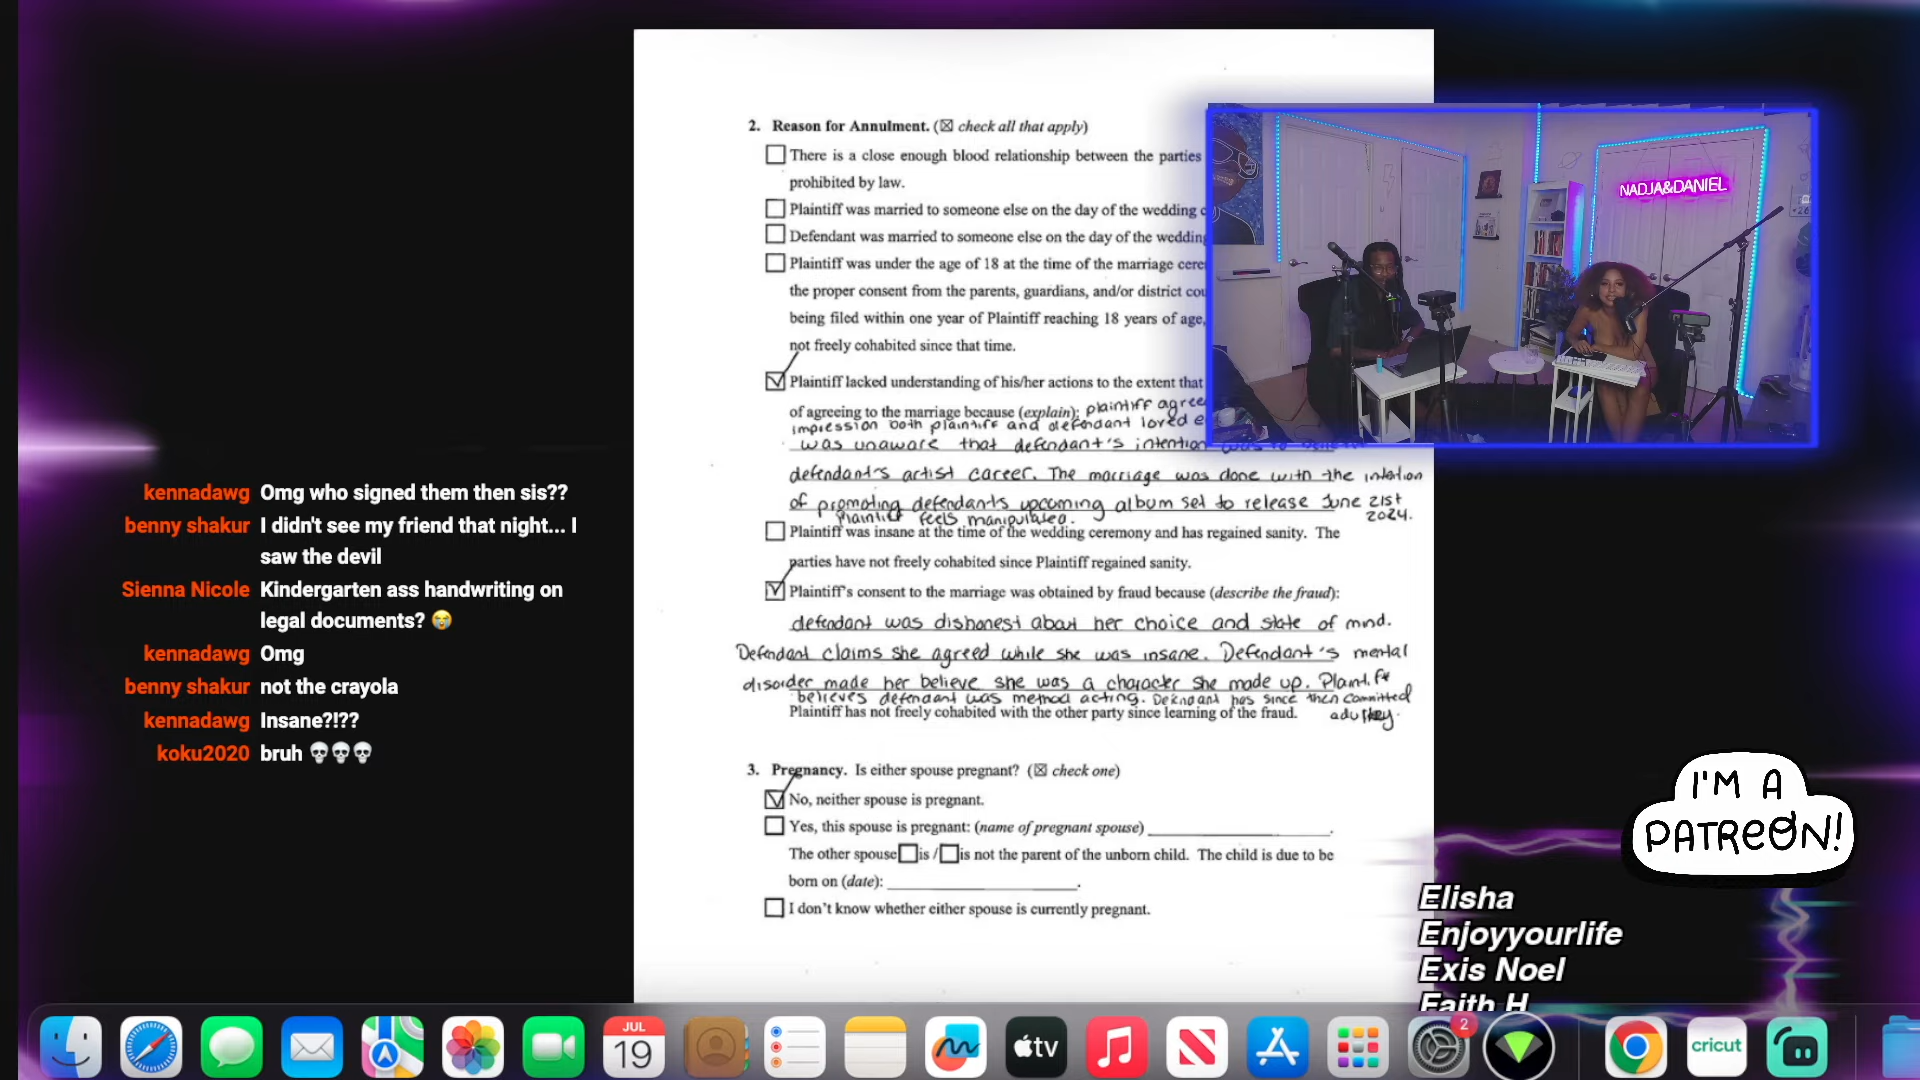 2. Reason for Annulment. (☒ check all that apply)
There is a close enough blood relationship between the parties
prohibited by law.
Plaintiff was married to someone else on the day of the wedding
Defendant was married to someone else on the day of the wedding
Plaintiff was under the age of 18 at the time of the marriage
the proper consent from the parents, guardians, and/or district
being filed within one year of Plaintiff reaching 18 years of age,
not freely cohabited since that time.
Plaintiff lacked understanding of his/her actions to the extent that
of agreeing to the marriage because (explain): plaintiff agree
impression both plaintiff and defendant loved e
was unaware that defendant's intention was to
defendant's artist career. The marriage was done with the intention
of promoting defendants upcoming album set to release June 21st
2024.
Plaintiff feels manipulated.
Plaintiff was insane at the time of the wedding ceremony and has regained sanity. The
parties have not freely cohabited since Plaintiff regained sanity.
Plaintiff's consent to the marriage was obtained by fraud because (describe the fraud):
defendant was dishonest about her choice and state of mind.
Defendant claims she agreed while she was insane. Defendant's mental
disorder made her believe she was a character she made up. Plaintiff
believes defendant was method acting. Defendant has since then committed
adultery.
Plaintiff has not freely cohabited with the other party since learning of the fraud.
3. Pregnancy. Is either spouse pregnant? (☒ check one)
No, neither spouse is pregnant.
Yes, this spouse is pregnant: (name of pregnant spouse) ____.
The other spouse ☐ is / ☐ is not the parent of the unborn child. The child is due to be
born on (date): ____.
I don't know whether either spouse is currently pregnant.
NADJA&DANIEL
kennadawg Omg who signed them then sis??
benny shakur I didn't see my friend that night... I
saw the devil
Sienna Nicole Kindergarten ass handwriting on
legal documents? 😭
kennadawg Omg
benny shakur not the crayola
kennadawg Insane?!??
koku2020 bruh 💀💀💀
I'M A
PATREON!
Elisha
Enjoyyourlife
Exis Noel
Faith H
JUL
19
tv
2
cricut